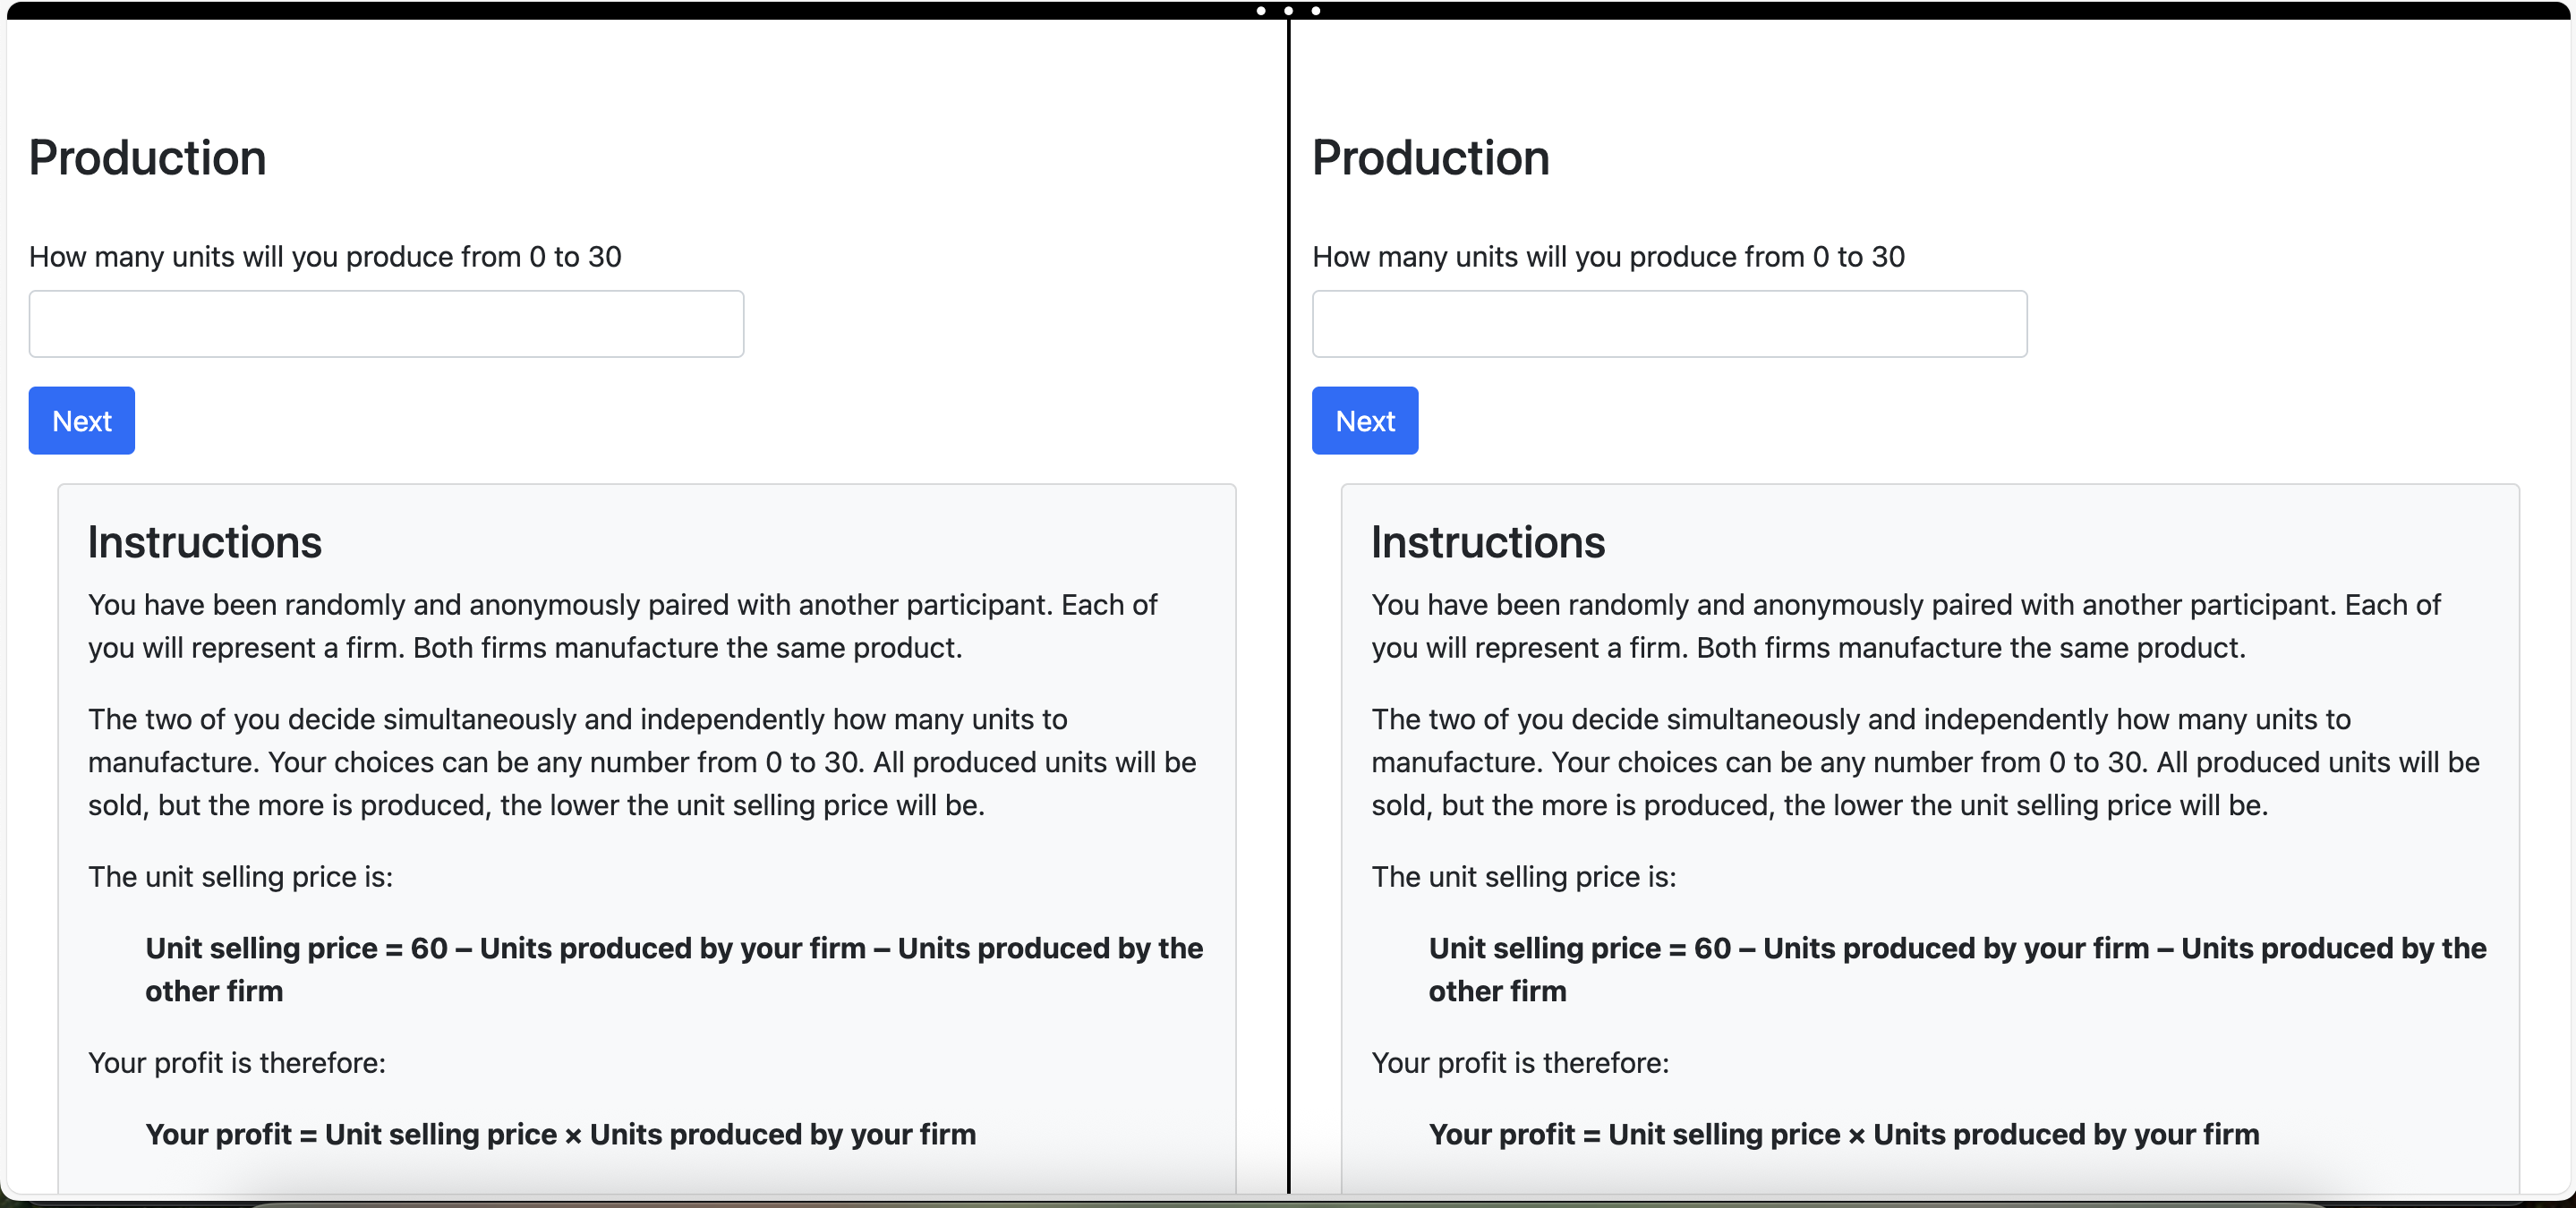 Production
How many units will you produce from 0 to 30
Next
Instructions
You have been randomly and anonymously paired with another participant. Each of
you will represent a firm. Both firms manufacture the same product.
The two of you decide simultaneously and independently how many units to
manufacture. Your choices can be any number from 0 to 30. All produced units will be
sold, but the more is produced, the lower the unit selling price will be.
The unit selling price is:
Unit selling price = 60 – Units produced by your firm – Units produced by the
other firm
Your profit is therefore:
Your profit = Unit selling price × Units produced by your firm
Production
How many units will you produce from 0 to 30
Next
Instructions
You have been randomly and anonymously paired with another participant. Each of
you will represent a firm. Both firms manufacture the same product.
The two of you decide simultaneously and independently how many units to
manufacture. Your choices can be any number from 0 to 30. All produced units will be
sold, but the more is produced, the lower the unit selling price will be.
The unit selling price is:
Unit selling price = 60 – Units produced by your firm – Units produced by the
other firm
Your profit is therefore:
Your profit = Unit selling price × Units produced by your firm